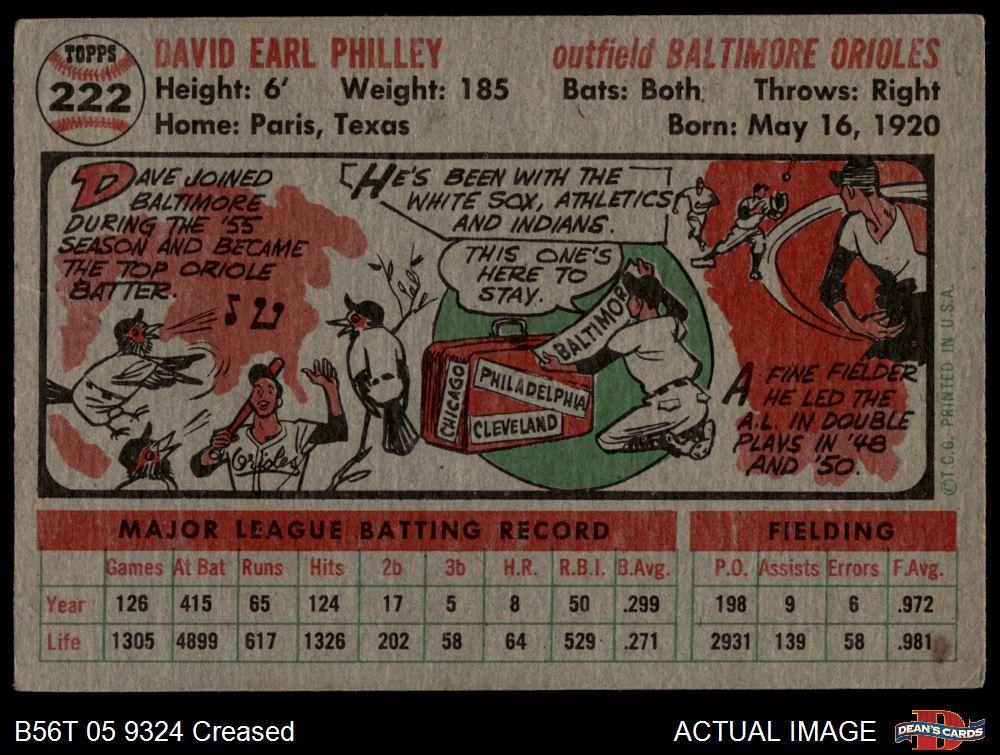 TOPPS
222
DAVID EARL PHILLEY
outfield BALTIMORE ORIOLES
Height: 6' Weight: 185 Bats: Both Throws: Right
Home: Paris, Texas Born: May 16, 1920
DAVE JOINED
BALTIMORE
DURING THE '55
SEASON AND BECAME
THE TOP ORIOLE
BATTER.
Orioles
HE'S BEEN WITH THE
WHITE SOX, ATHLETICS
AND INDIANS.
THIS ONE'S
HERE TO
STAY.
BALTIMOR
CHICAGO
PHILADELPHIA
CLEVELAND
A FINE FIELDER
HE LED THE
A.L. IN DOUBLE
PLAYS IN '48
AND '50.
©T.C.G. PRINTED IN U.S.A.
MAJOR LEAGUE BATTING RECORD FIELDING
Games At Bat Runs Hits 2b 3b H.R. R.B.I. B.Avg. P.O. Assists Errors F.Avg.
Year 126 415 65 124 17 5 8 50 .299 198 9 6 .972
Life 1305 4899 617 1326 202 58 64 529 .271 2931 139 58 .981
B56T 05 9324 Creased
ACTUAL IMAGE
D
DEAN'S CARDS